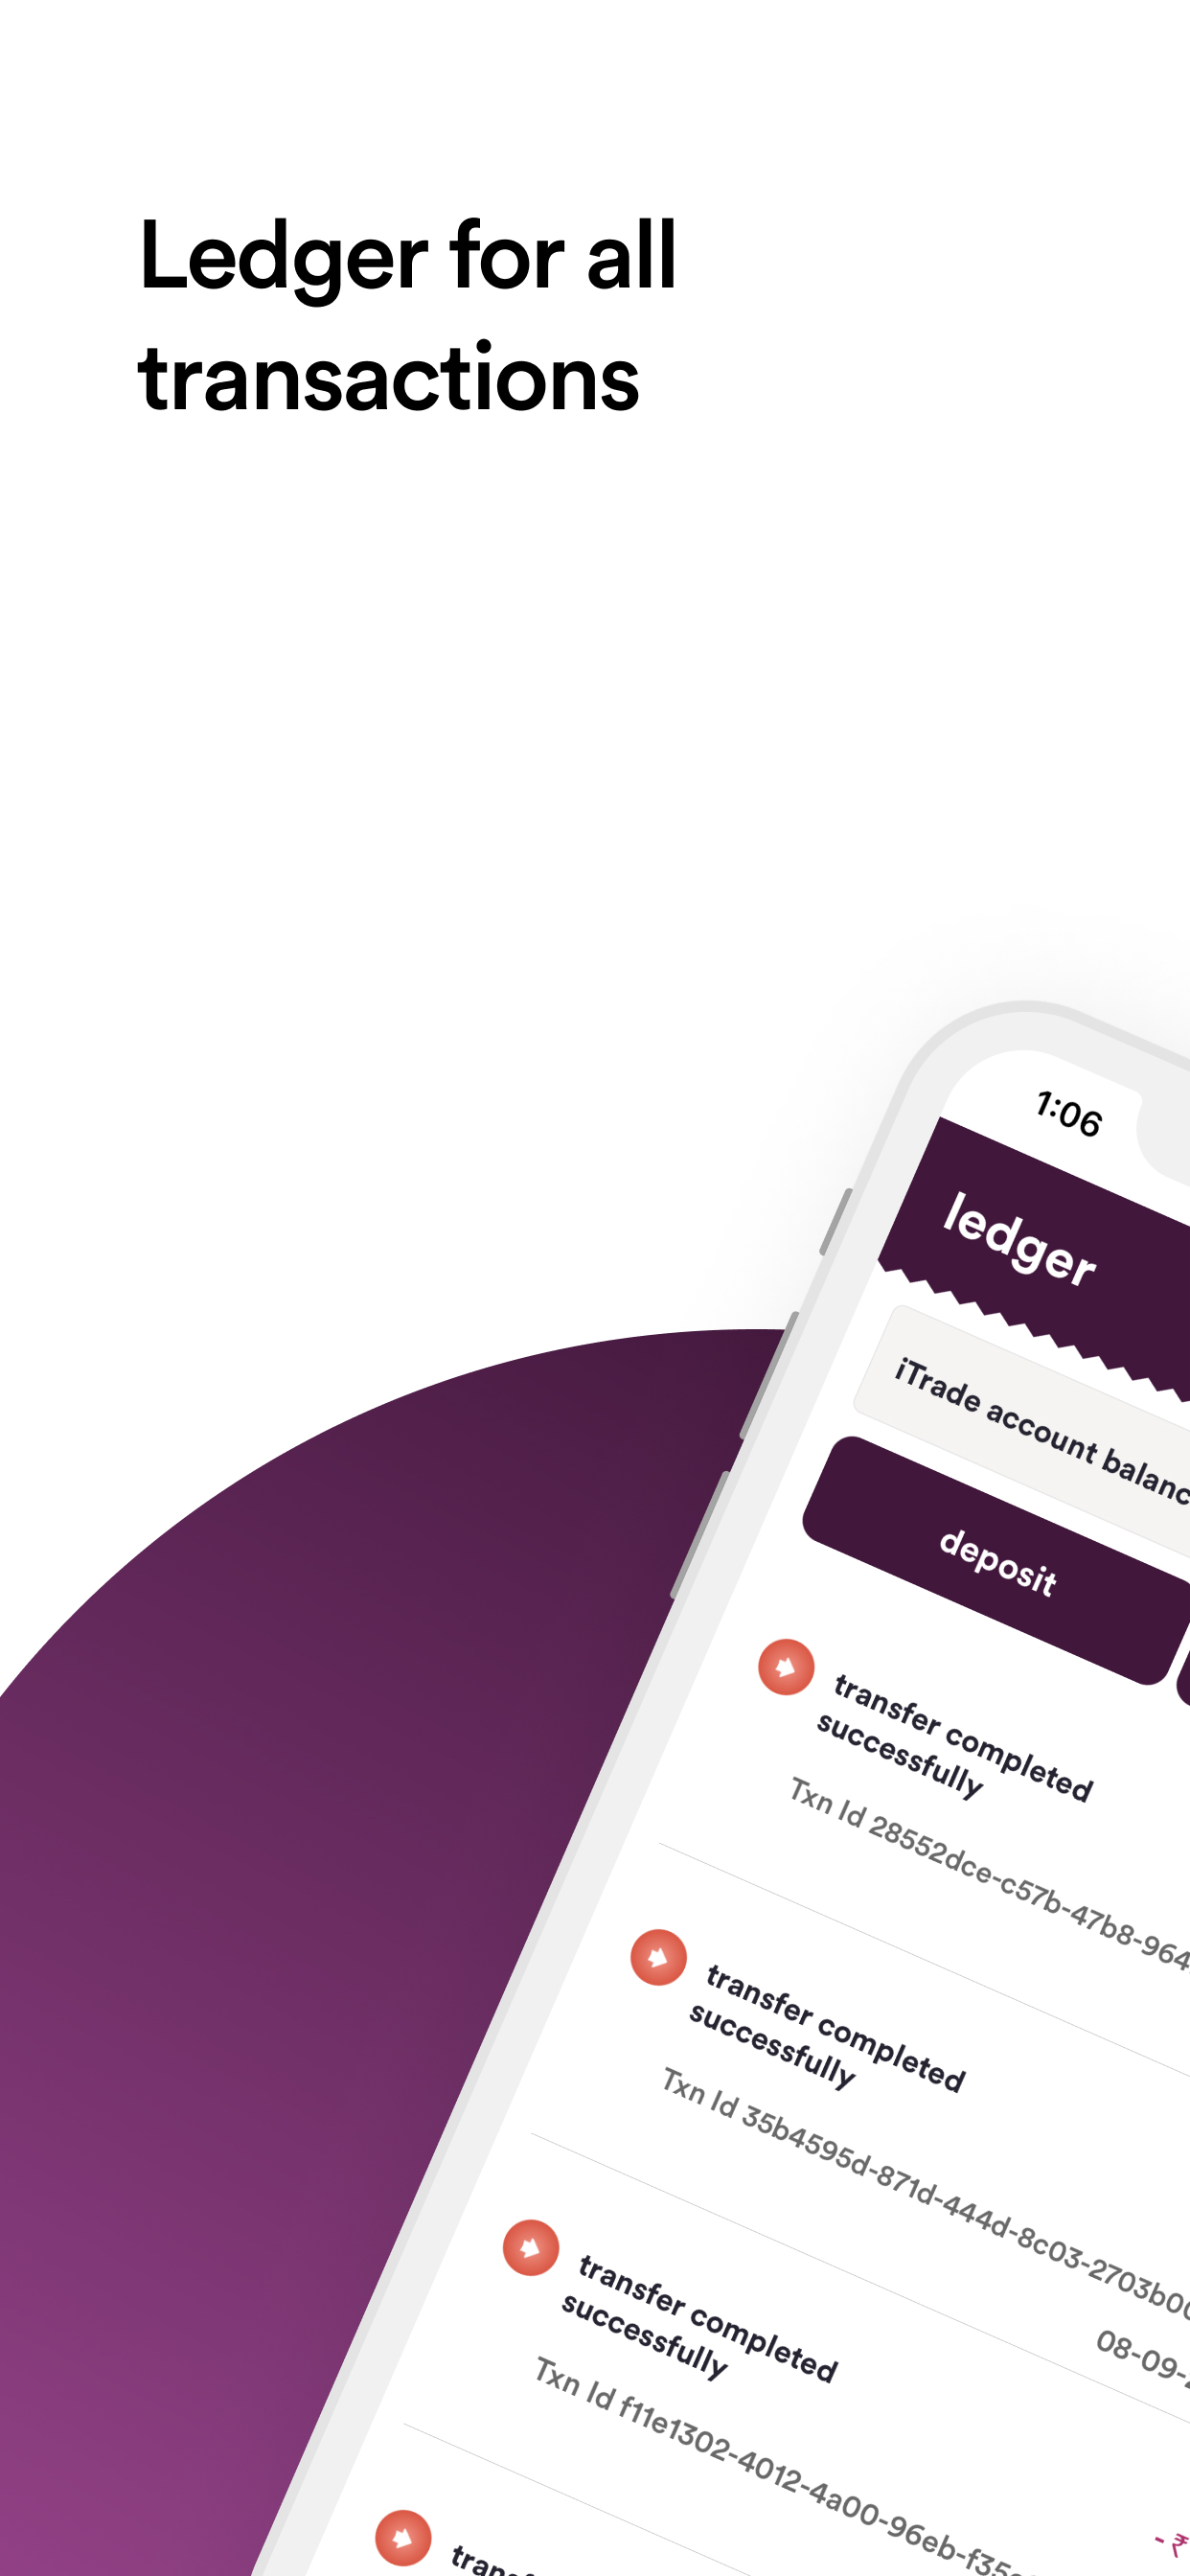 Ledger for all
transactions
1:06
ledger
iTrade account balanc
deposit
transfer completed
successfully
Txn Id 28552dce-c57b-47b8-964
transfer completed
successfully
Txn Id 35b4595d-871d-444d-8c03-2703b00
08-09-
transfer completed
successfully
Txn Id f11e1302-4012-4a00-96eb-f35
- ₹